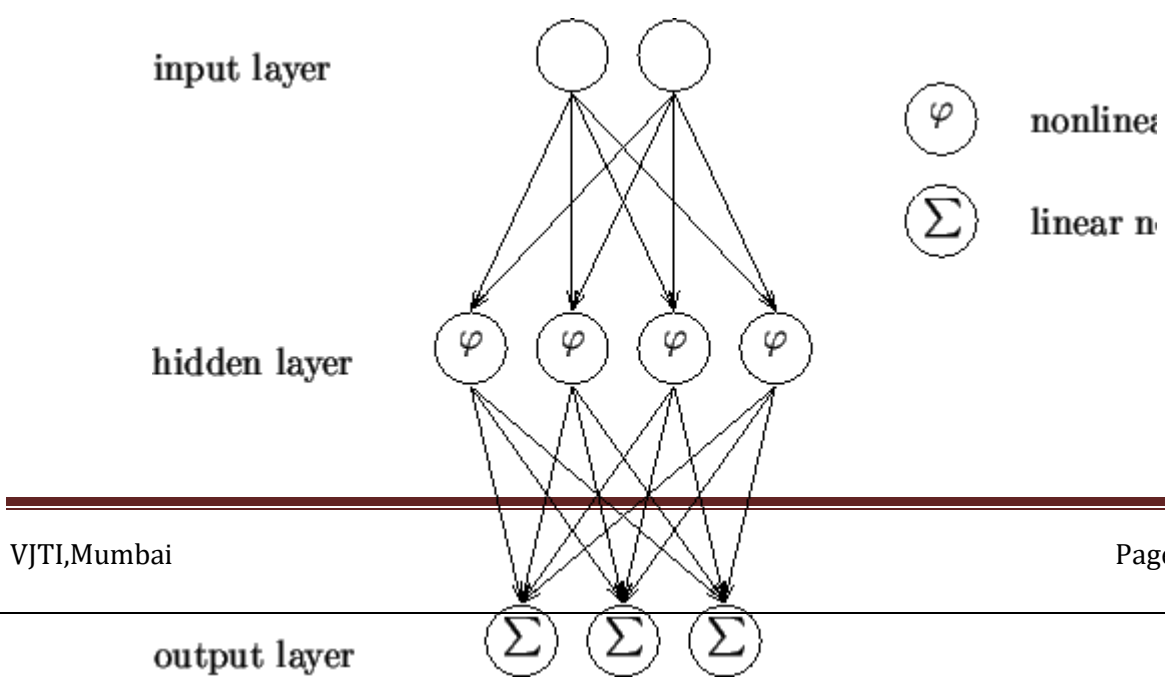 input layer
φ nonlinea
Σ linear n
hidden layer φ φ φ φ
VJTI,Mumbai Page
output layer Σ Σ Σ